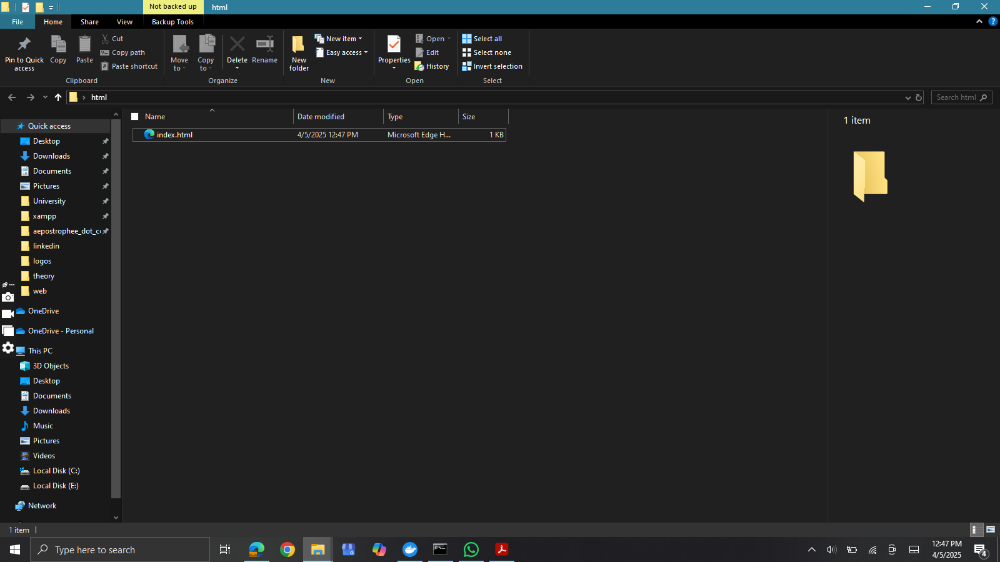 Not backed up
html
File
Home
Share
View
Backup Tools
Pin to Quick access
Copy
Paste
Cut
Copy path
Paste shortcut
Clipboard
Move to
Copy to
Delete
Rename
Organize
New folder
New item
Easy access
New
Properties
Open
Edit
History
Open
Select all
Select none
Invert selection
Select
html
Search html
Name
Date modified
Type
Size
index.html
4/5/2025 12:47 PM
Microsoft Edge H...
1 KB
1 item
Quick access
Desktop
Downloads
Documents
Pictures
University
xampp
aepostrophee_dot_c
linkedin
logos
theory
web
OneDrive
OneDrive - Personal
This PC
3D Objects
Desktop
Documents
Downloads
Music
Pictures
Videos
Local Disk (C:)
Local Disk (E:)
Network
1 item
Type here to search
12:47 PM
4/5/2025
4